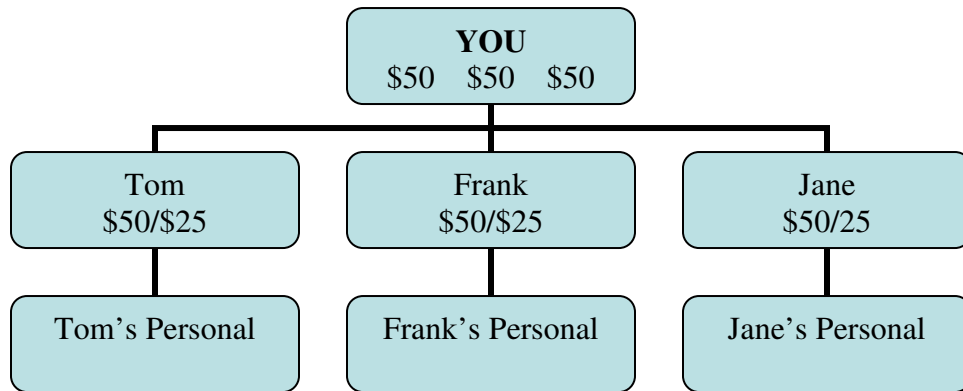 YOU
$50 $50 $50
Tom
$50/$25
Frank
$50/$25
Jane
$50/25
Tom’s Personal
Frank’s Personal
Jane’s Personal